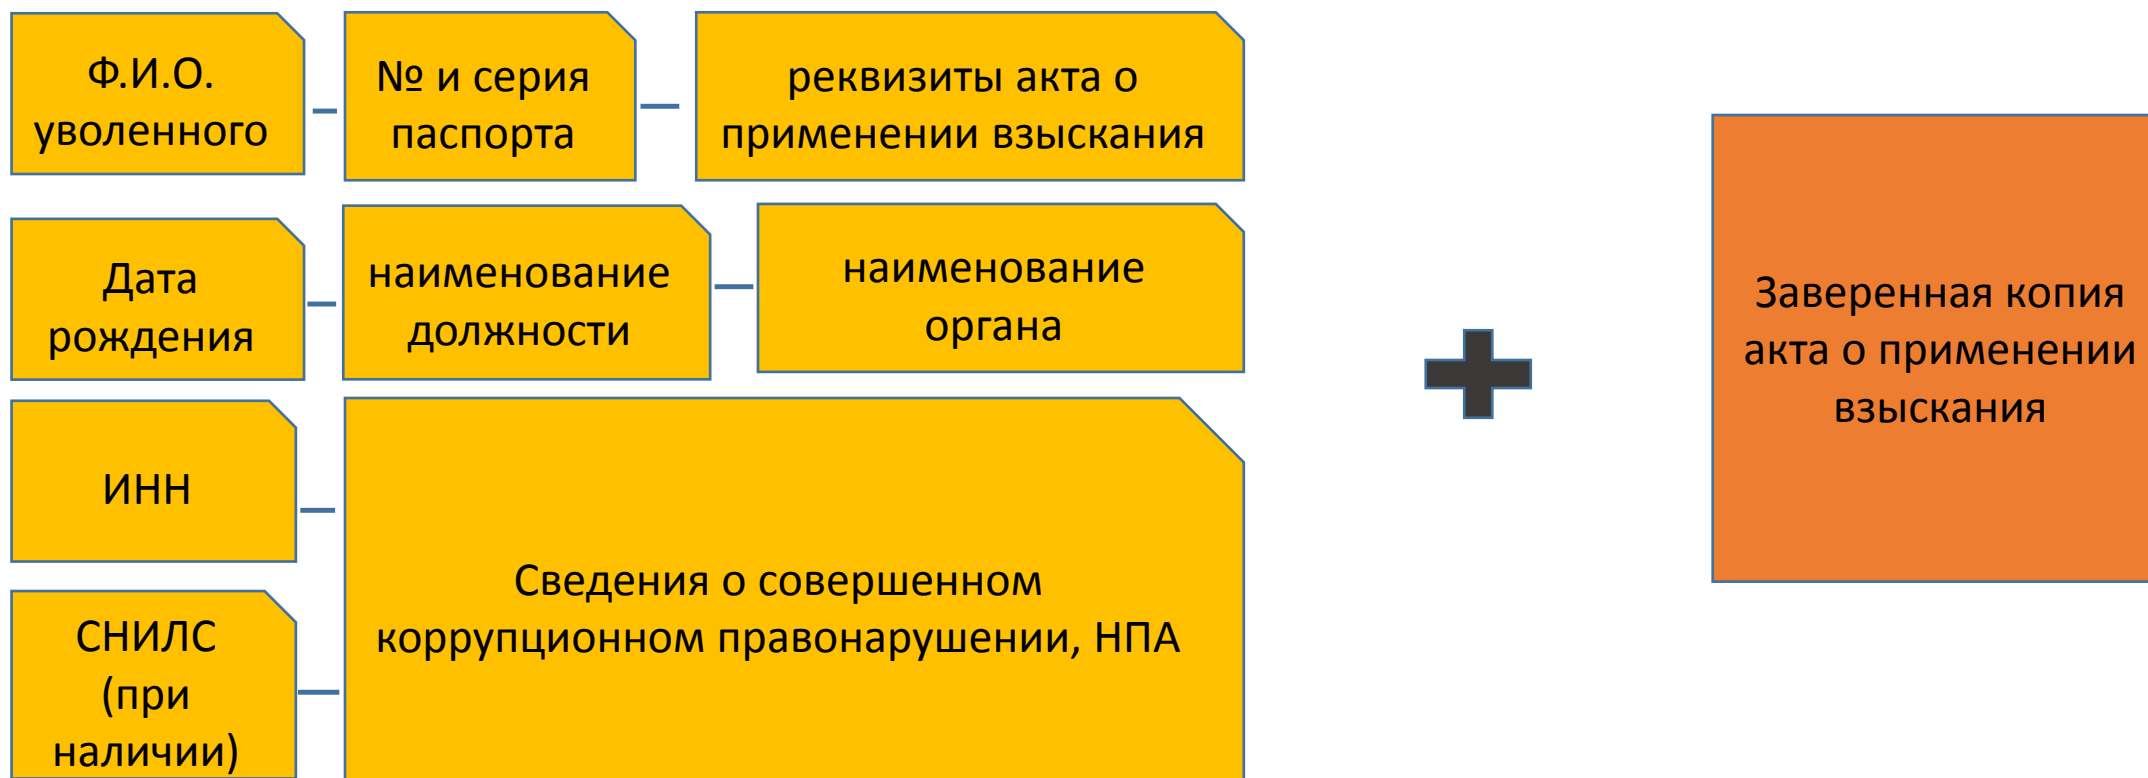 Ф.И.О.
уволенного
№ и серия
паспорта
реквизиты акта о
применении взыскания
Дата
рождения
наименование
должности
наименование
органа
ИНН
СНИЛС
(при
наличии)
Сведения о совершенном
коррупционном правонарушении, НПА
Заверенная копия
акта о применении
взыскания